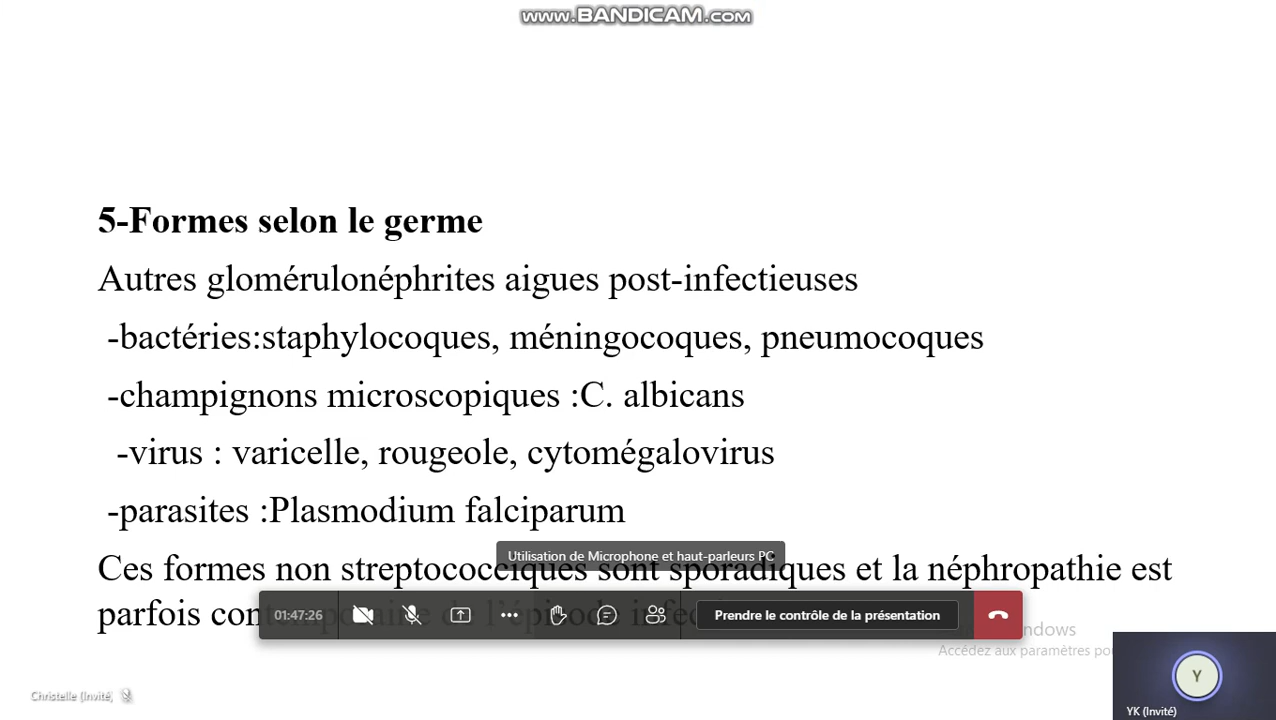 www.BANDICAM.com
5-Formes selon le germe
Autres glomérulonéphrites aigues post-infectieuses
-bactéries:staphylocoques, méningocoques, pneumocoques
-champignons microscopiques :C. albicans
-virus : varicelle, rougeole, cytomégalovirus
-parasites :Plasmodium falciparum
Utilisation de Microphone et haut-parleurs PC
Ces formes non streptococciques sont sporadiques et la néphropathie est
parfois contemporaine de l`épisode
01:47:26
Prendre le contrôle de la présentation
Accédez aux paramètres
Christelle (Invité)
Y
YK (Invité)